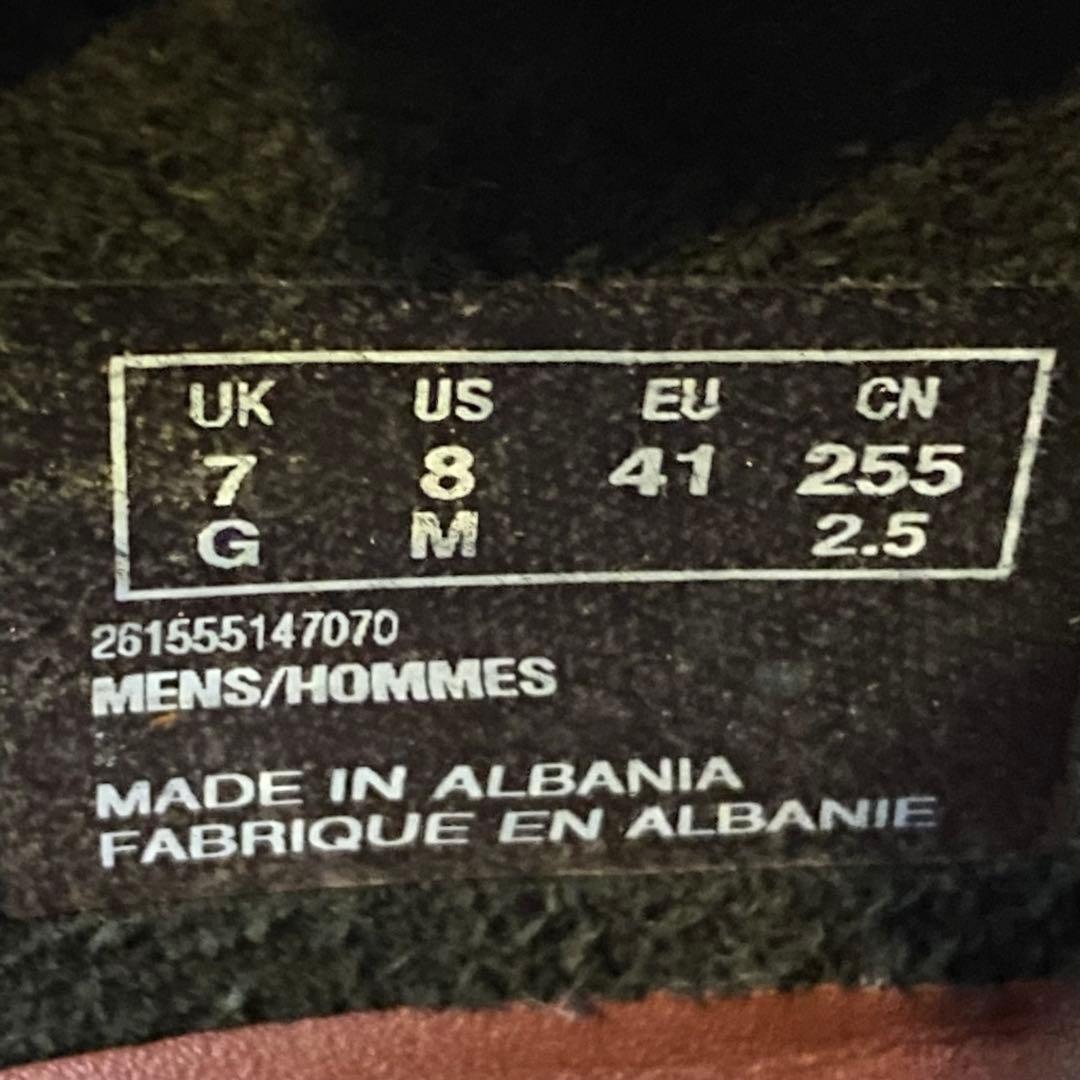 UK US EU CN
7 8 41 255
G M 2.5
261555147070
MENS/HOMMES
MADE IN ALBANIA
FABRIQUE EN ALBANIE